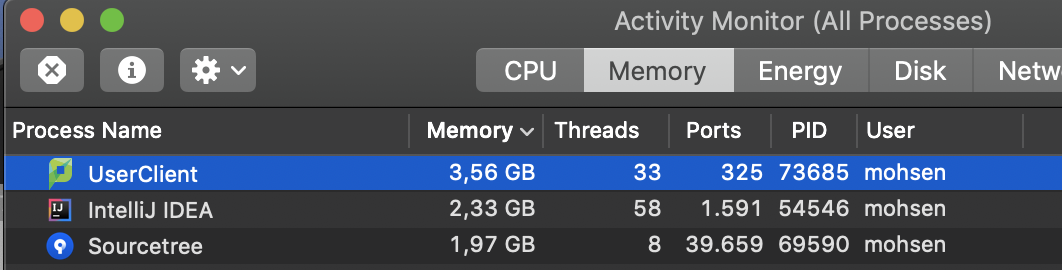 Activity Monitor (All Processes)
CPU Memory Energy Disk Netw
Process Name Memory Threads Ports PID User
UserClient 3,56 GB 33 325 73685 mohsen
IntelliJ IDEA 2,33 GB 58 1.591 54546 mohsen
Sourcetree 1,97 GB 8 39.659 69590 mohsen